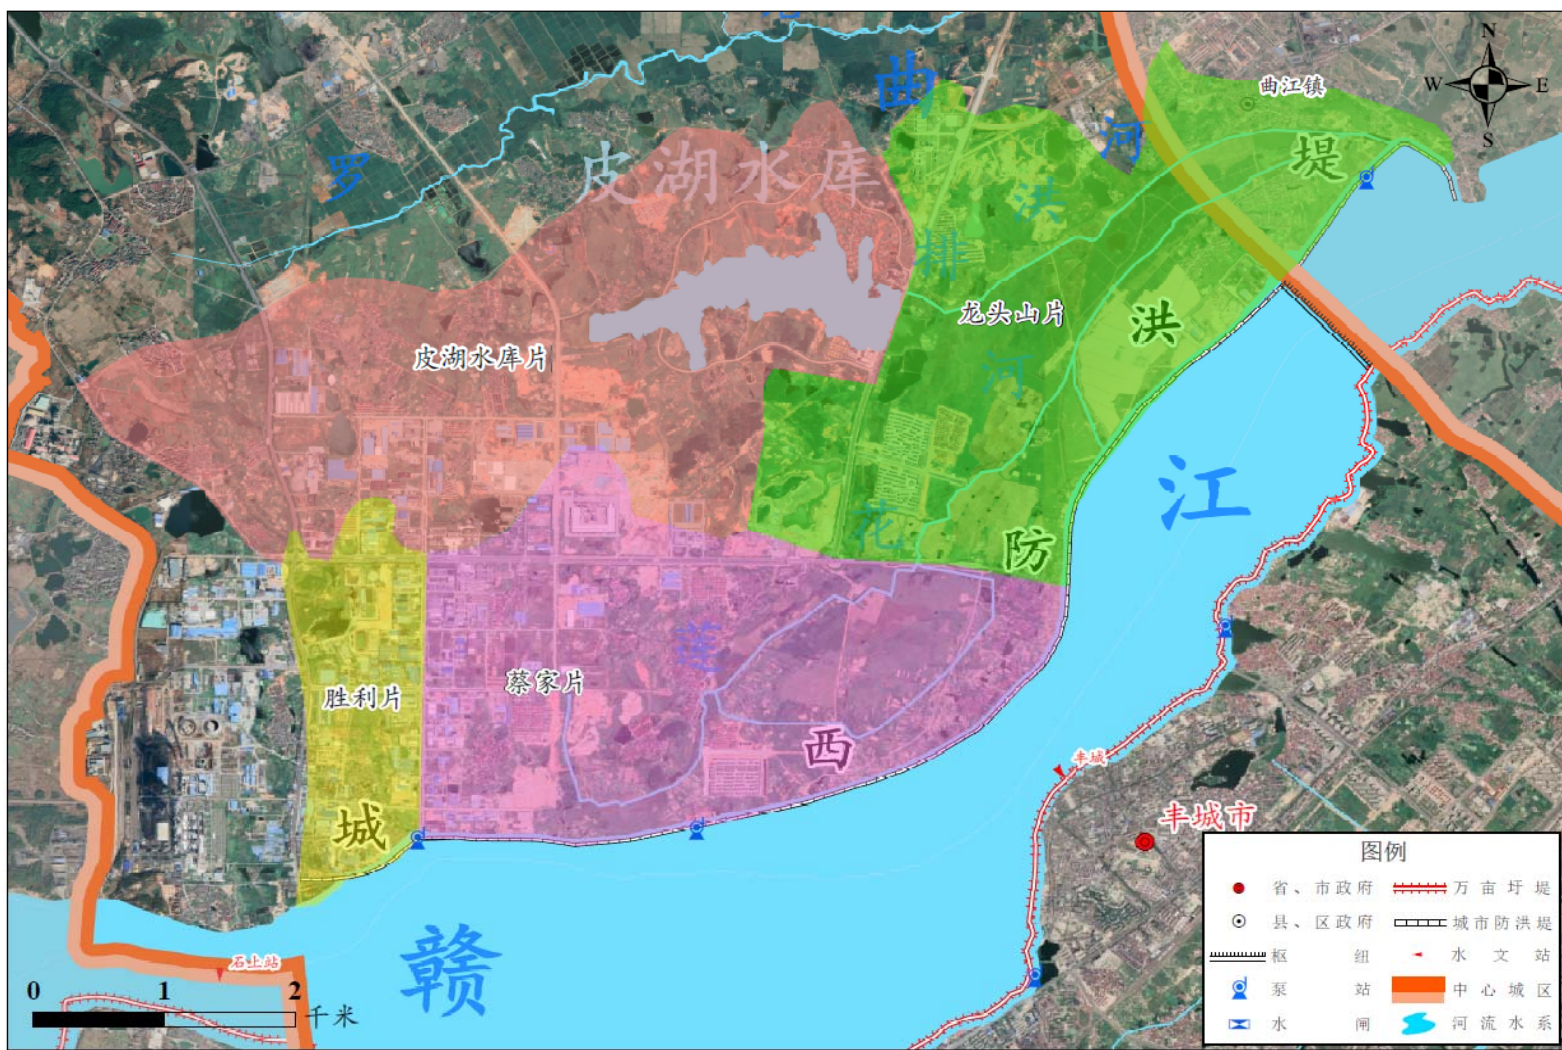 曲
N
W
E
S
曲江镇
河
堤
罗
皮湖水库
洪
排
龙头山片
洪
皮湖水库片
河
江
花
防
莲
蔡家片
胜利片
西
丰城
城
丰城市
赣
石上站
0 1 2
千米
图例
省、市政府
万亩圩堤
县、区政府
城市防洪堤
枢纽
水文站
泵站
中心城区
水闸
河流水系